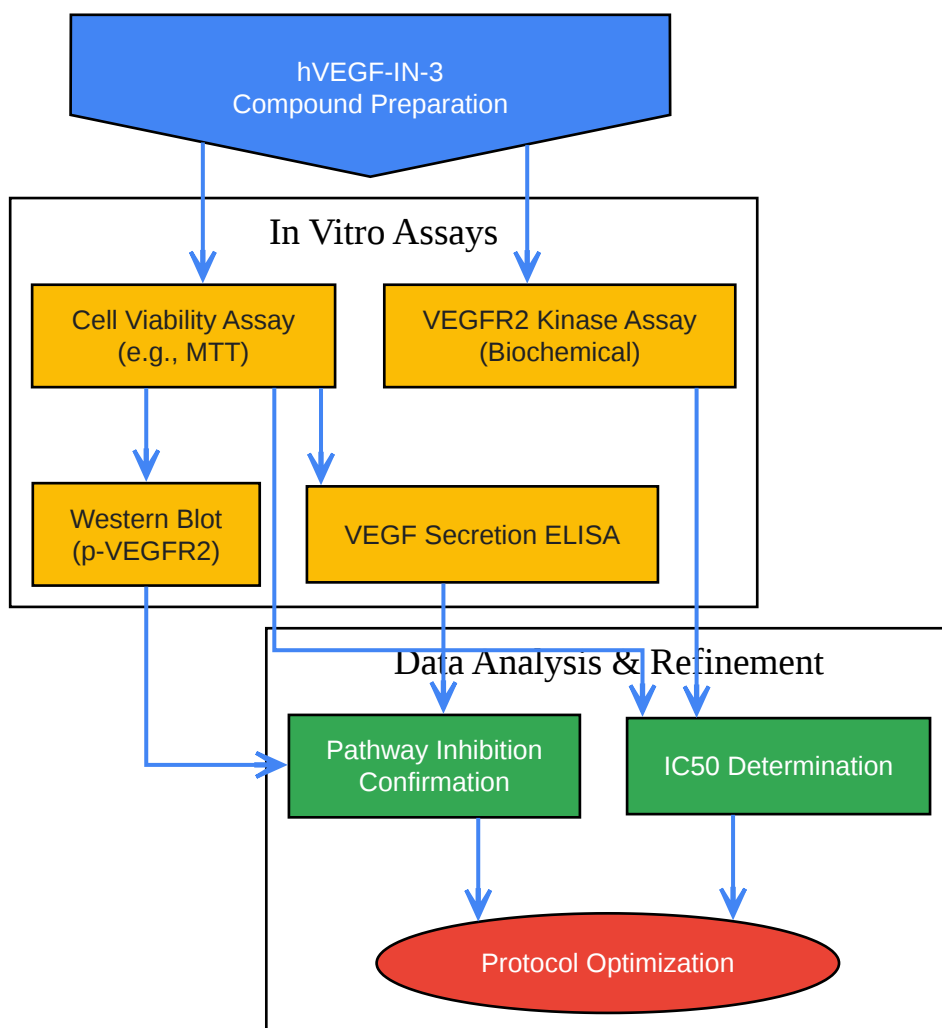 hVEGF-IN-3
Compound Preparation
In Vitro Assays
Cell Viability Assay
(e.g., MTT)
VEGFR2 Kinase Assay
(Biochemical)
Western Blot
(p-VEGFR2)
VEGF Secretion ELISA
Data Analysis & Refinement
Pathway Inhibition
Confirmation
IC50 Determination
Protocol Optimization